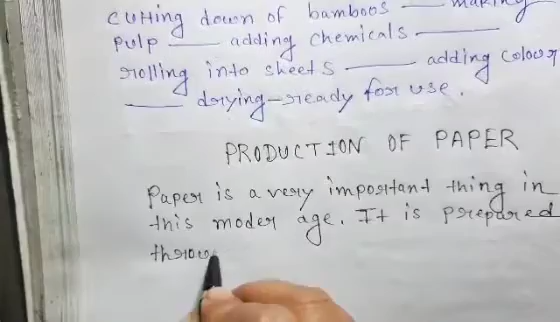 cutting down of bamboos — making
pulp — adding chemicals —
rolling into sheets — adding colour
— drying-ready for use.
PRODUCTION OF PAPER
Paper is a very important thing in
this moder age. It is prepared
throu